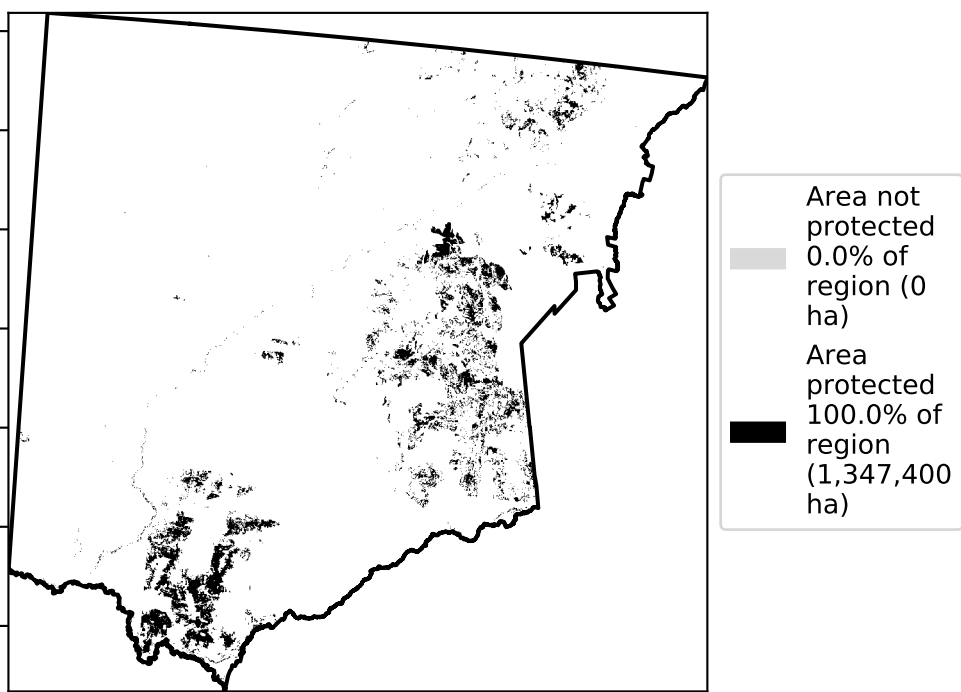 Area not
protected
0.0% of
region (0
ha)
Area
protected
100.0% of
region
(1,347,400
ha)